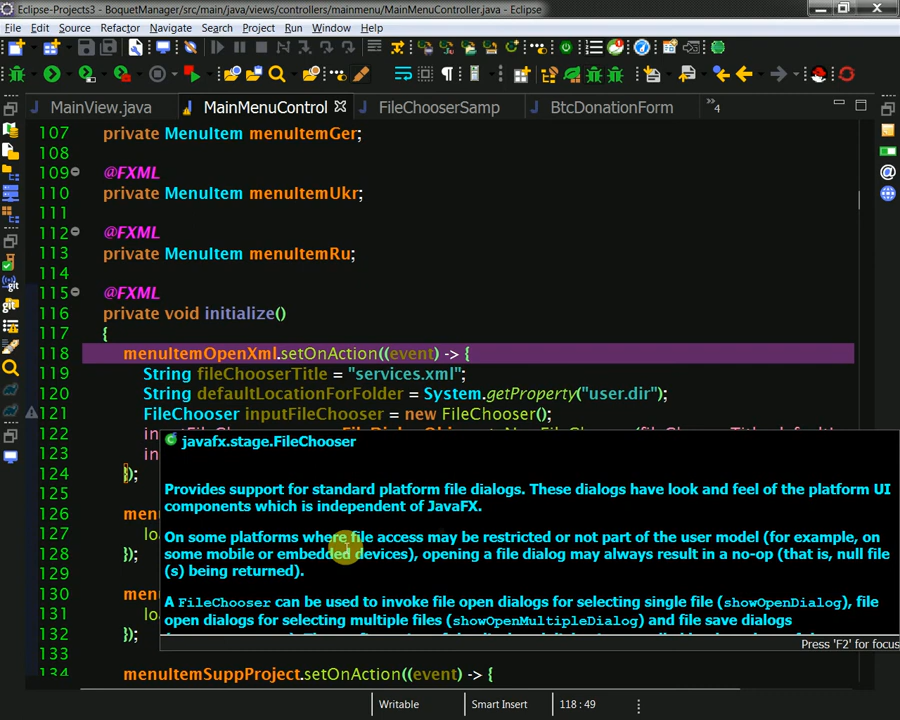 Eclipse-Projects3 - BoquetManager/src/main/java/views/controllers/mainmenu/MainMenuController.java - Eclipse
File Edit Source Refactor Navigate Search Project Run Window Help
MainView.java MainMenuControl FileChooserSamp BtcDonationForm »4
107 private MenuItem menuItemGer;
108
109 @FXML
110 private MenuItem menuItemUkr;
111
112 @FXML
113 private MenuItem menuItemRu;
114
115 @FXML
116 private void initialize()
117 {
118 menuItemOpenXml.setOnAction((event) -> {
119 String fileChooserTitle = "services.xml";
120 String defaultLocationForFolder = System.getProperty("user.dir");
121 FileChooser inputFileChooser = new FileChooser();
122
123 in
124 });
125
126 me
127 lo
128 });
129
130 me
131 lo
132 });
133
134 menuItemSuppProject.setOnAction((event) -> {
javafx.stage.FileChooser
Provides support for standard platform file dialogs. These dialogs have look and feel of the platform UI
components which is independent of JavaFX.
On some platforms where file access may be restricted or not part of the user model (for example, on
some mobile or embedded devices), opening a file dialog may always result in a no-op (that is, null file
(s) being returned).
A FileChooser can be used to invoke file open dialogs for selecting single file (showOpenDialog), file
open dialogs for selecting multiple files (showOpenMultipleDialog) and file save dialogs
Press 'F2' for focus
Writable Smart Insert 118 : 49